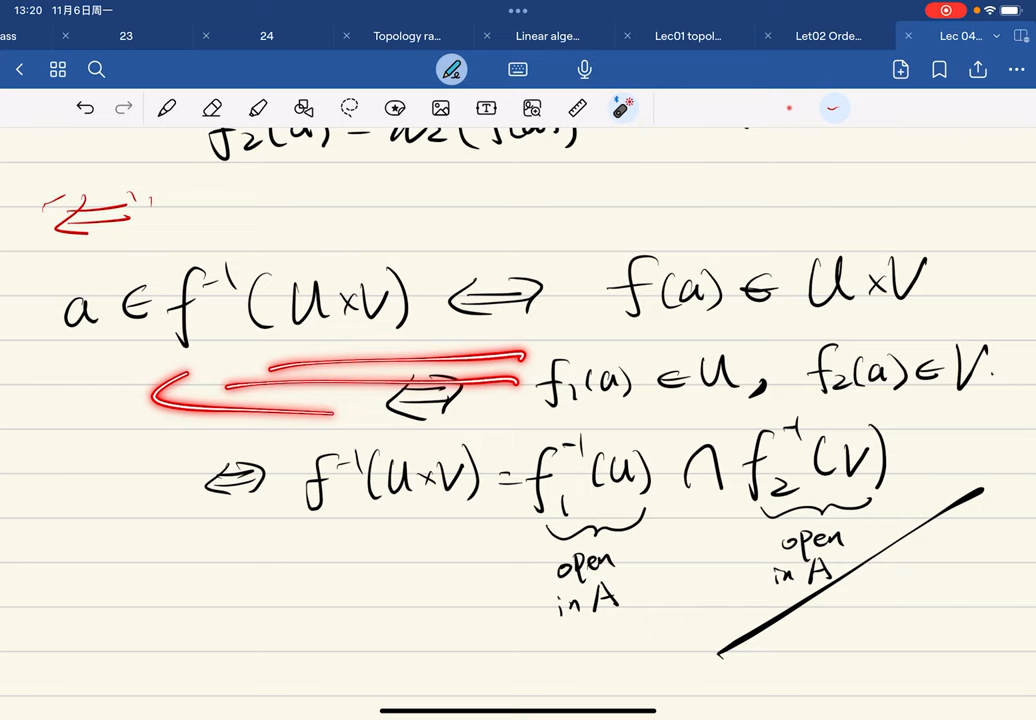 13:20 11月6日周一
ass 23 24 Topology ra... Linear alge... Lec01 topol... Let02 Orde... Lec 04...
f₂(a) =
"⇐"
a ∈ f⁻¹(U×V) ⇔ f(a) ∈ U×V
⇔ f₁(a) ∈ U, f₂(a) ∈ V.
⇔ f⁻¹(U×V) = f₁⁻¹(U) ∩ f₂⁻¹(V)
open open
in A in A